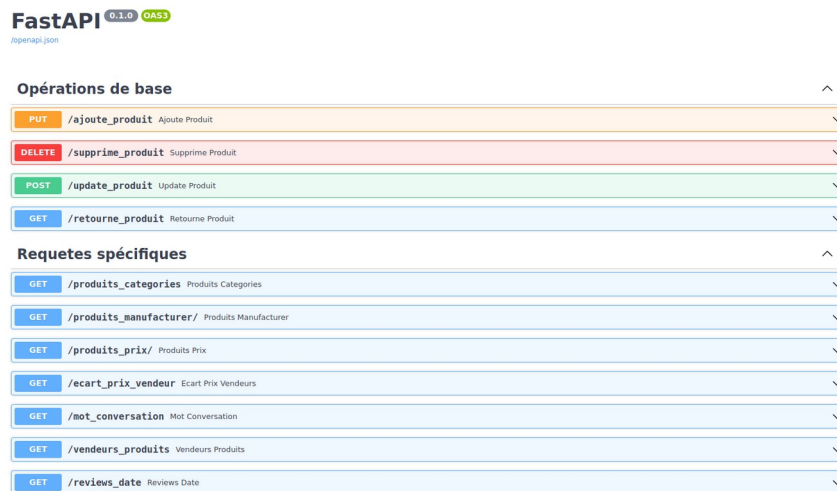 FastAPI 0.1.0 OAS3
/openapi.json
Opérations de base
PUT /ajoute_produit Ajoute Produit
DELETE /supprime_produit Supprime Produit
POST /update_produit Update Produit
GET /retourne_produit Retourne Produit
Requetes spécifiques
GET /produits_categories Produits Categories
GET /produits_manufacturer/ Produits Manufacturer
GET /produits_prix/ Produits Prix
GET /ecart_prix_vendeur Ecart Prix Vendeurs
GET /mot_conversation Mot Conversation
GET /vendeurs_produits Vendeurs Produits
GET /reviews_date Reviews Date